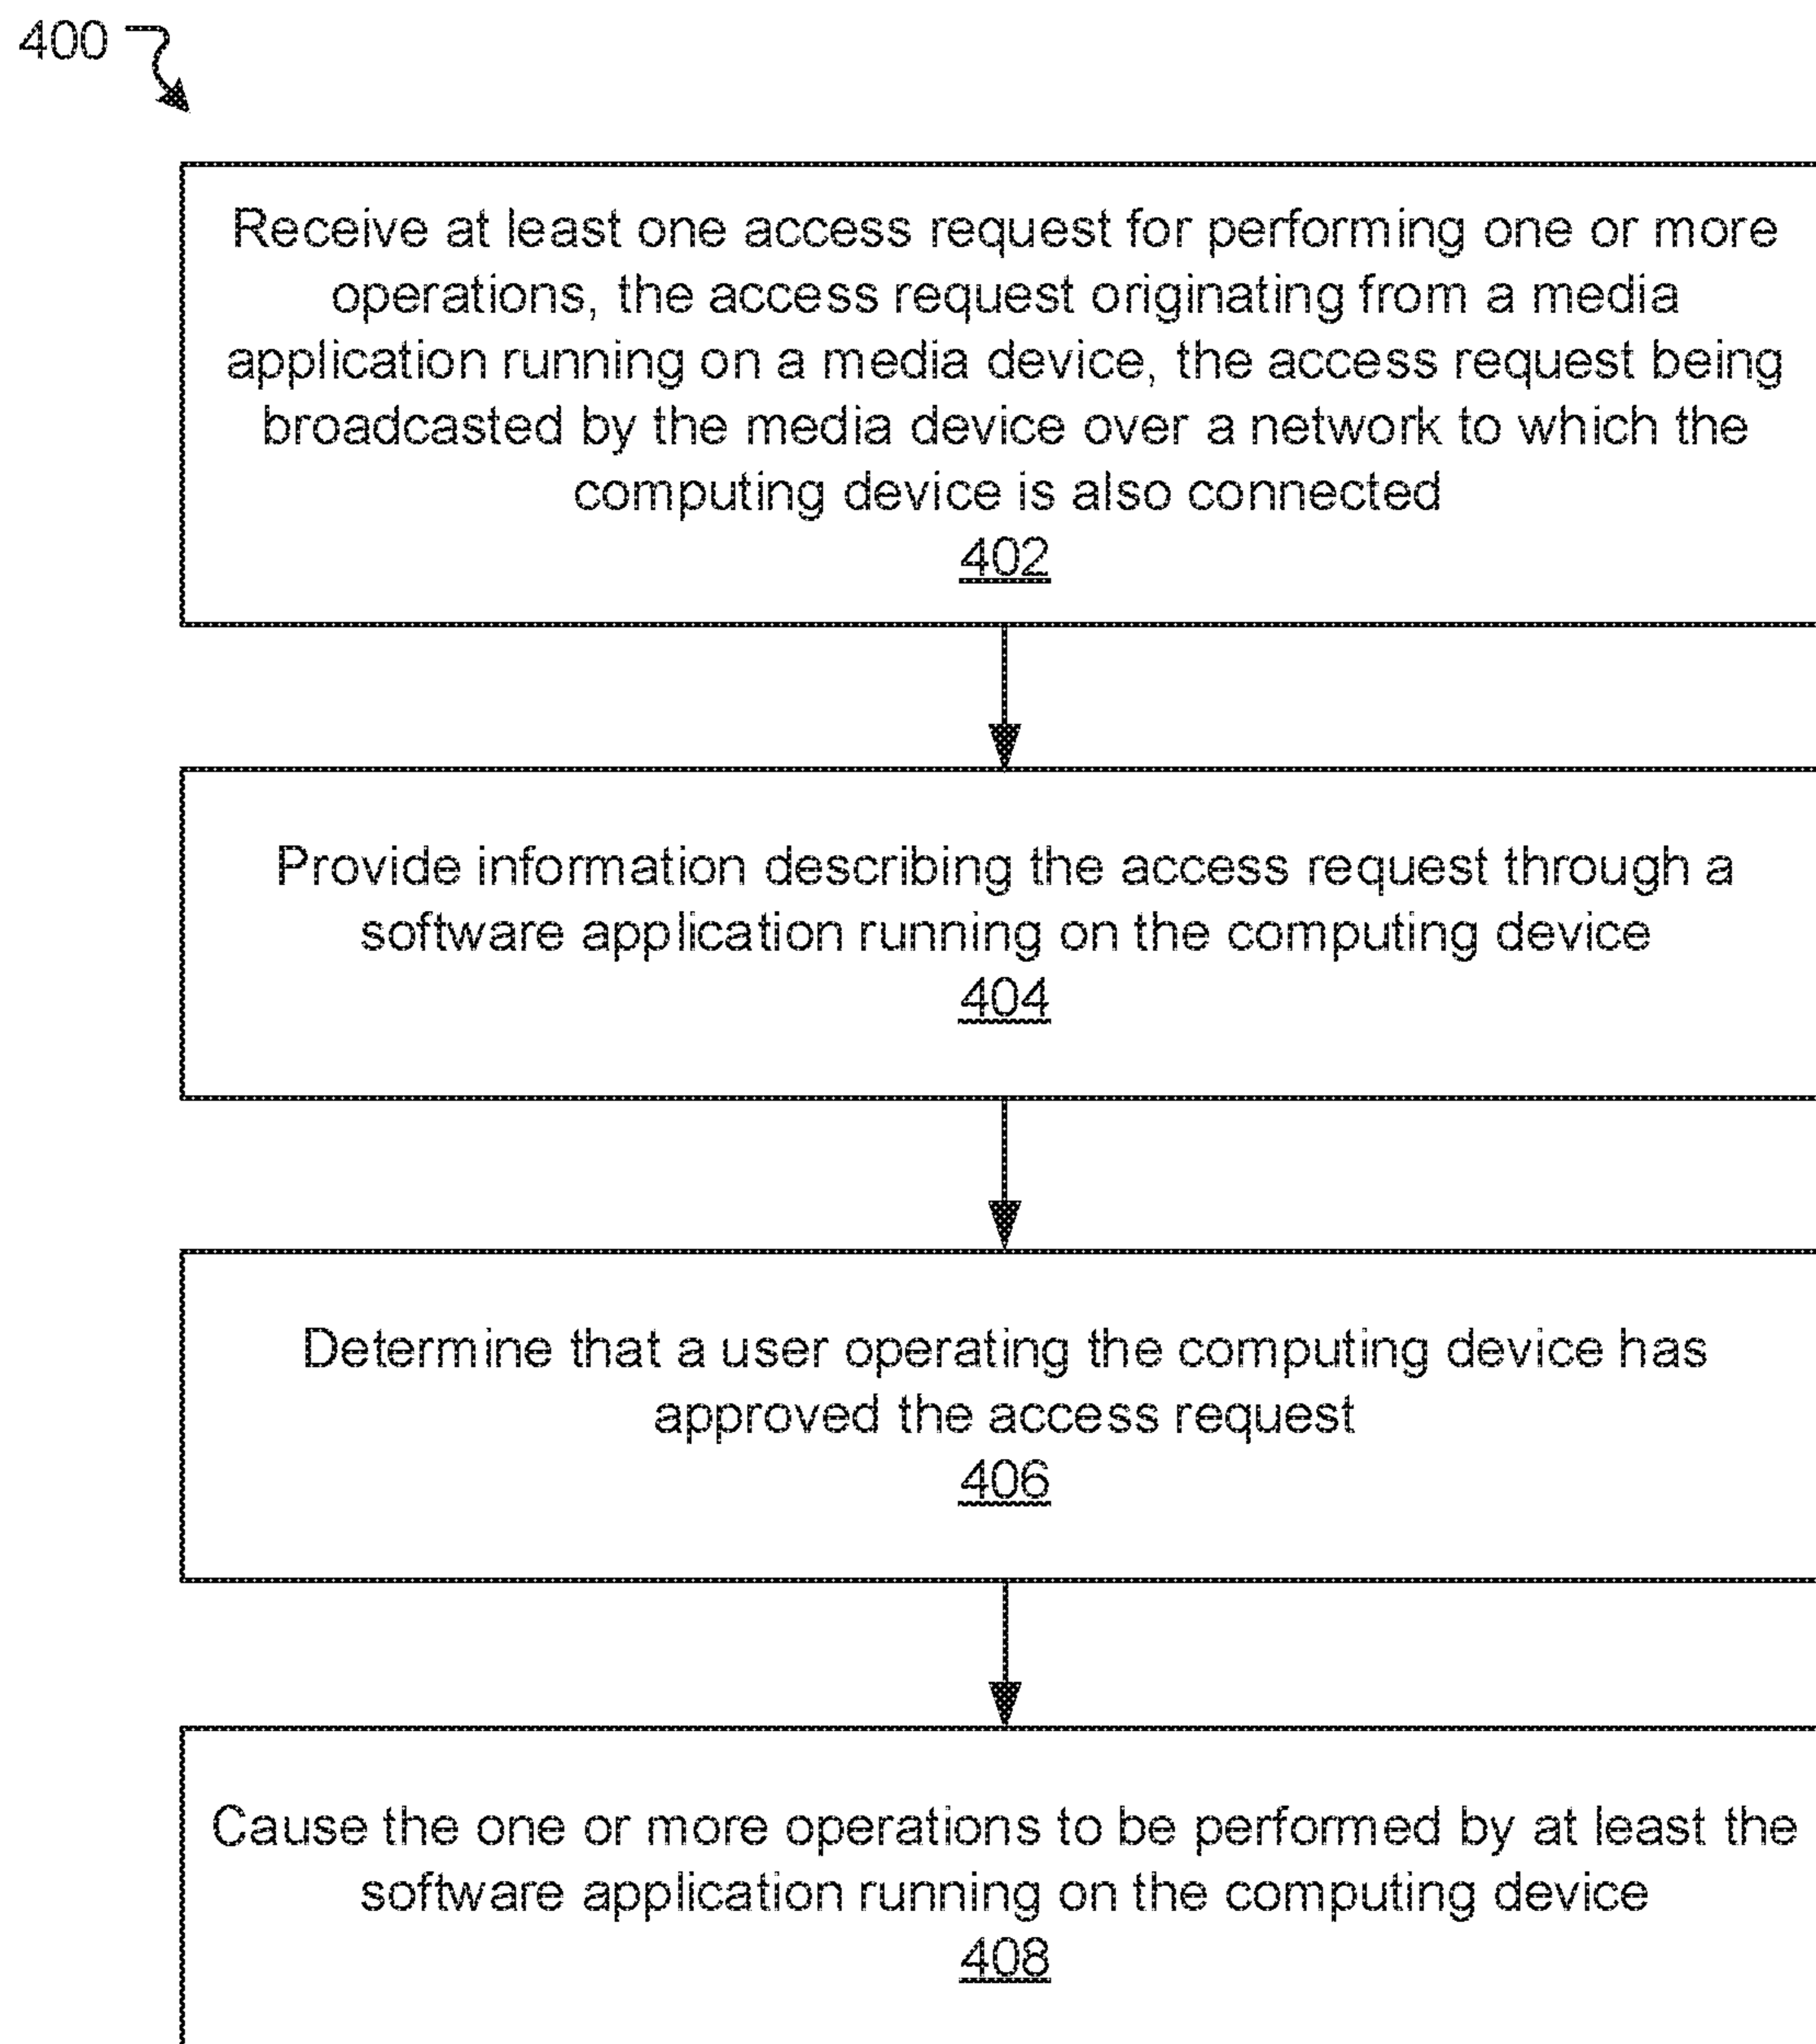 400
Receive at least one access request for performing one or more
operations, the access request originating from a media
application running on a media device, the access request being
broadcasted by the media device over a network to which the
computing device is also connected
402
Provide information describing the access request through a
software application running on the computing device
404
Determine that a user operating the computing device has
approved the access request
406
Cause the one or more operations to be performed by at least the
software application running on the computing device
408